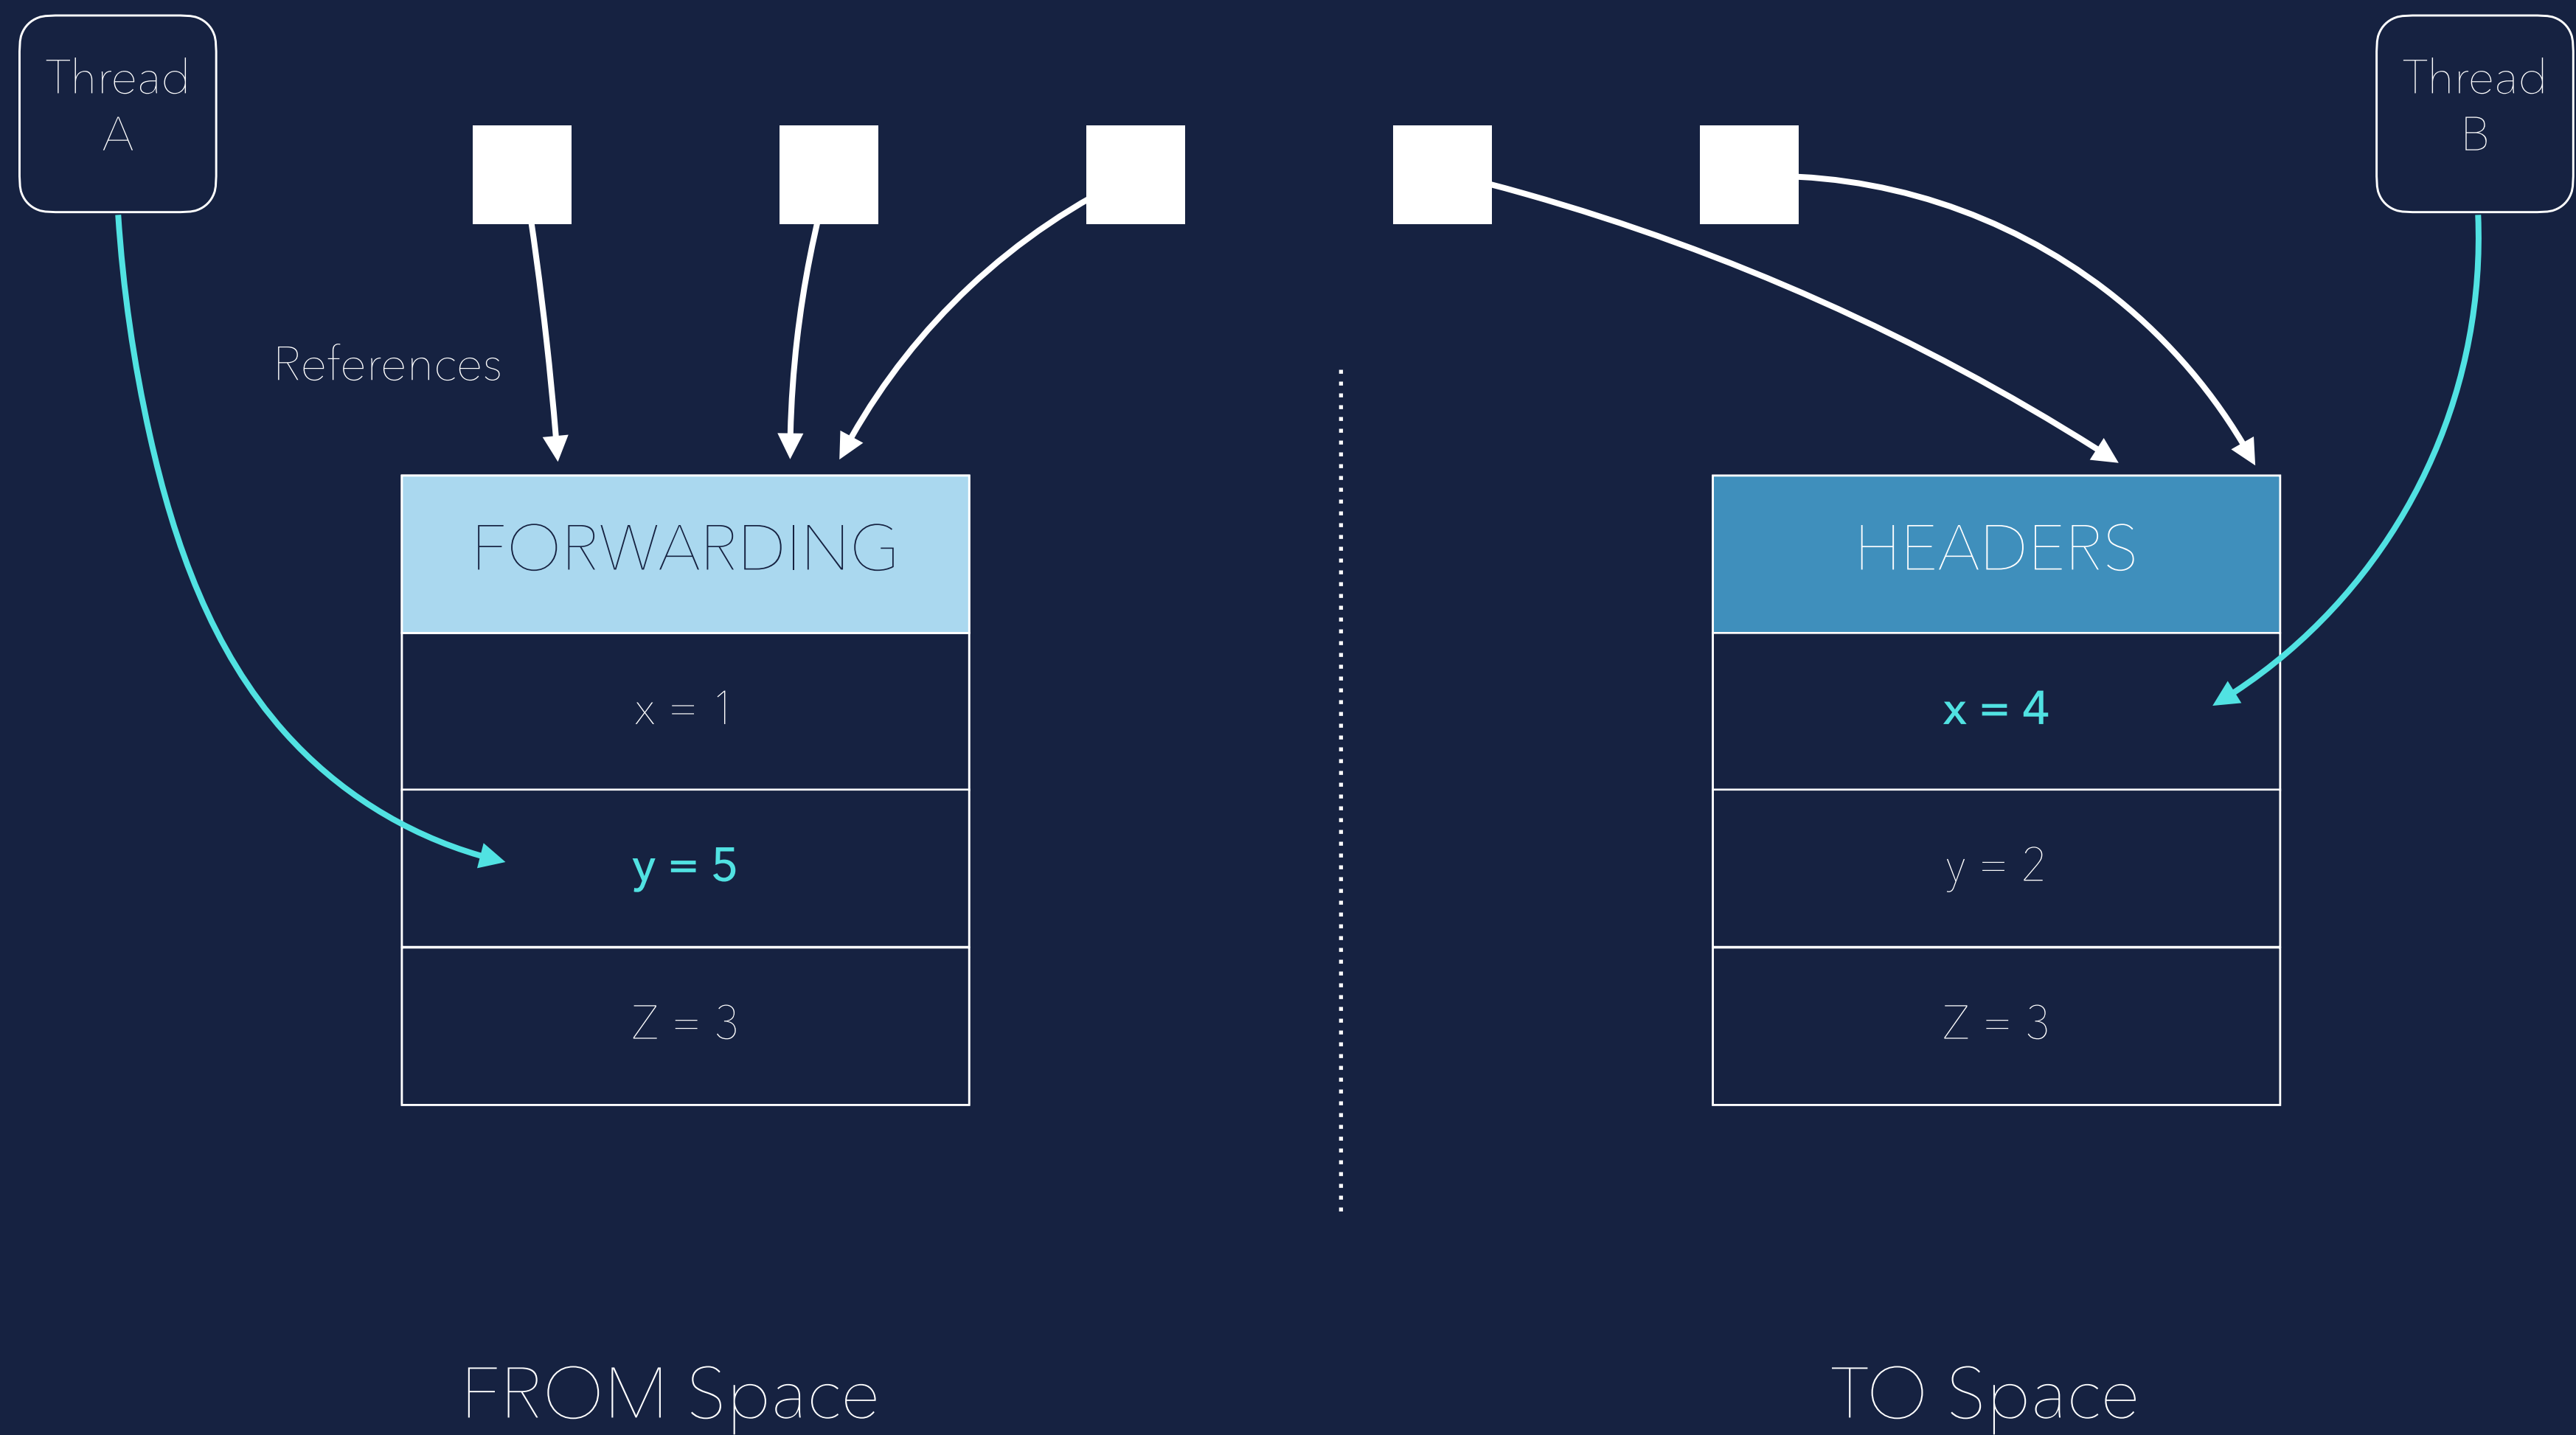 Thread
A
Thread
B
References
FORWARDING
x = 1
y = 5
Z = 3
HEADERS
x = 4
y = 2
Z = 3
FROM Space
TO Space